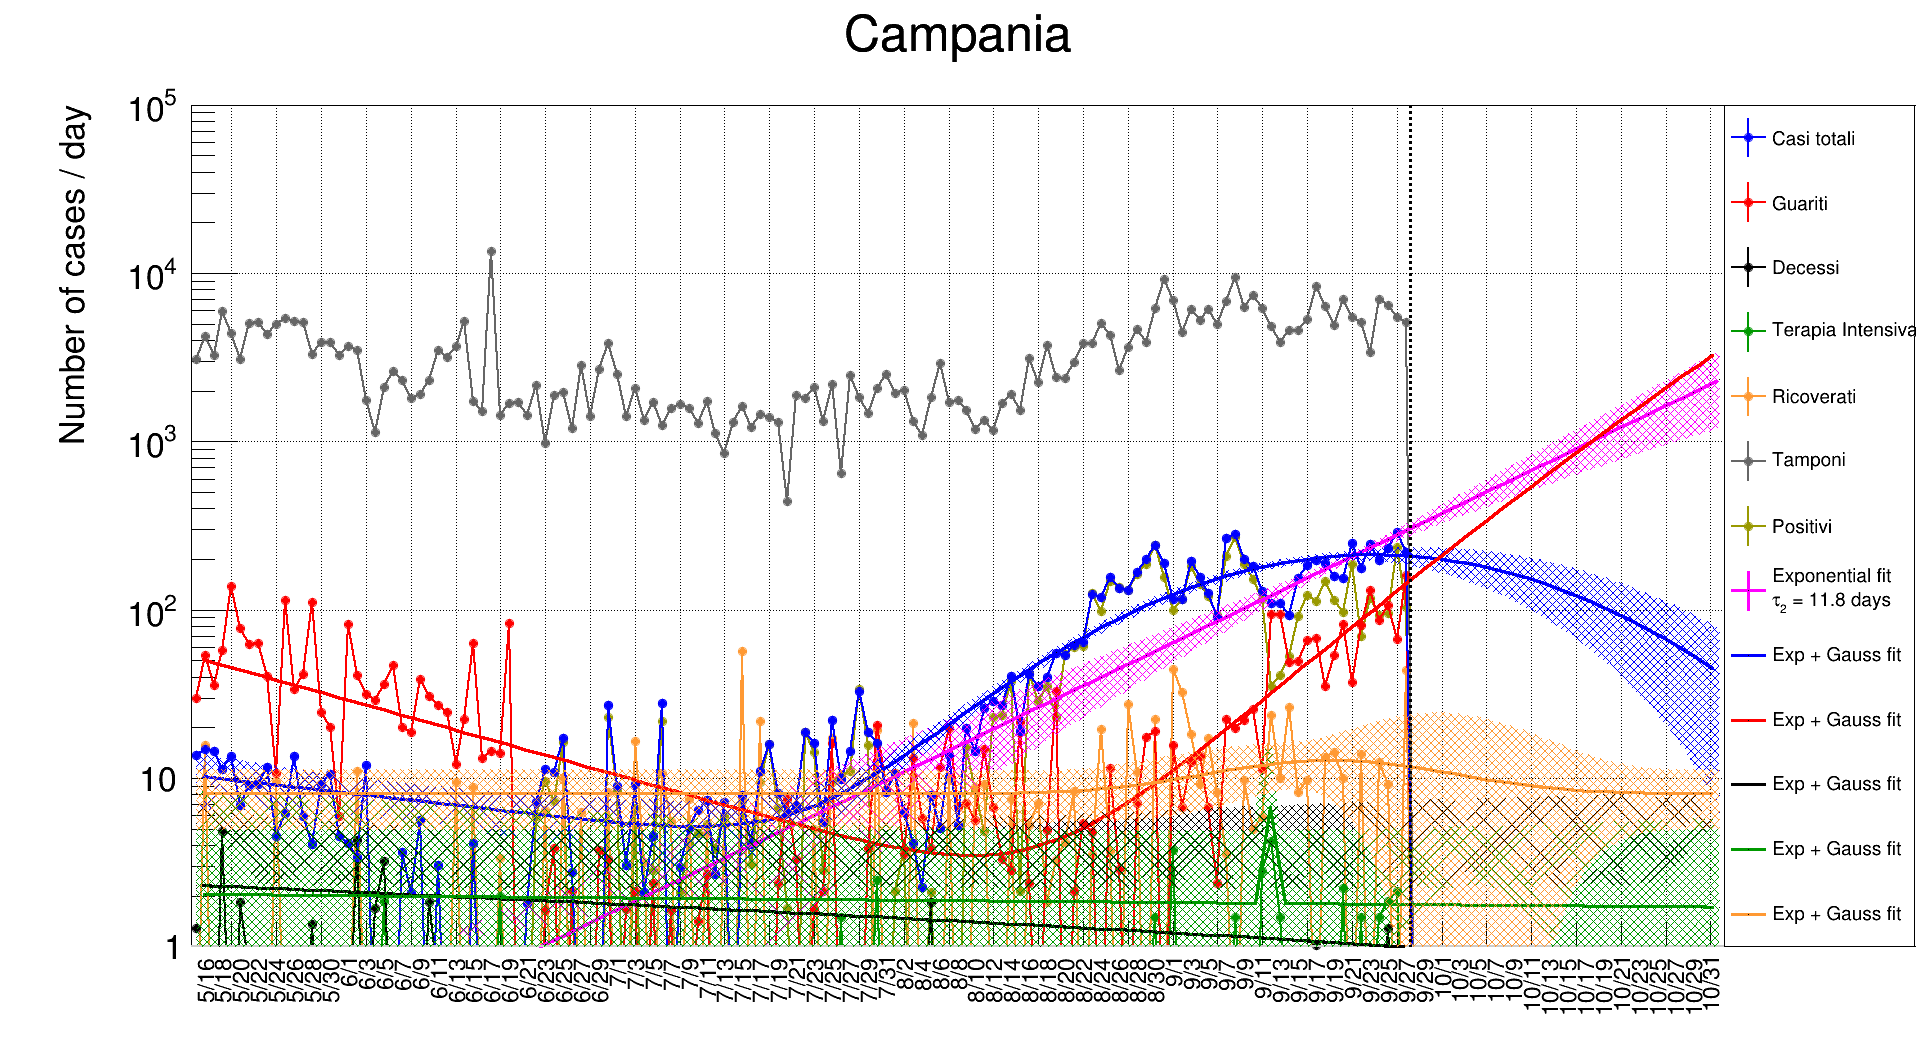 Campania
Number of cases / day
10^5
10^4
10^3
10^2
10
1
5/16 5/18 5/20 5/22 5/24 5/26 5/28 5/30 6/1 6/3 6/5 6/7 6/9 6/11 6/13 6/15 6/17 6/19 6/21 6/23 6/25 6/27 6/29 7/1 7/3 7/5 7/7 7/9 7/11 7/13 7/15 7/17 7/19 7/21 7/23 7/25 7/27 7/29 7/31 8/2 8/4 8/6 8/8 8/10 8/12 8/14 8/16 8/18 8/20 8/22 8/24 8/26 8/28 8/30 9/1 9/3 9/5 9/7 9/9 9/11 9/13 9/15 9/17 9/19 9/21 9/23 9/25 9/27 9/29 10/1 10/3 10/5 10/7 10/9 10/11 10/13 10/15 10/17 10/19 10/21 10/23 10/25 10/27 10/29 10/31
Casi totali
Guariti
Decessi
Terapia Intensiva
Ricoverati
Tamponi
Positivi
Exponential fit
τ₂ = 11.8 days
Exp + Gauss fit
Exp + Gauss fit
Exp + Gauss fit
Exp + Gauss fit
Exp + Gauss fit